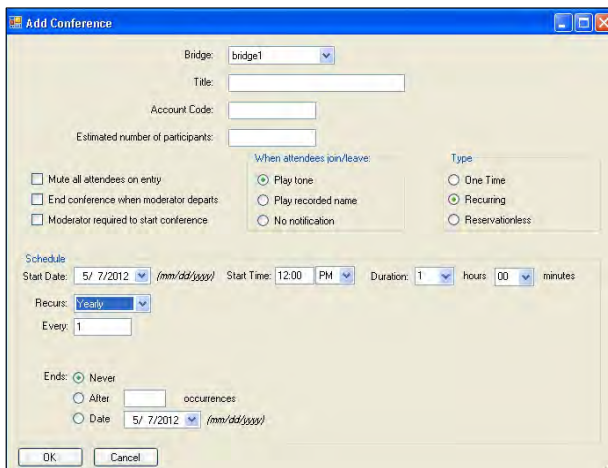 Add Conference
Bridge: bridge1
Title:
Account Code:
Estimated number of participants:
Mute all attendees on entry
End conference when moderator departs
Moderator required to start conference
When attendees join/leave:
Play tone
Play recorded name
No notification
Type
One Time
Recurring
Reservationless
Schedule
Start Date: 5/ 7/2012 (mm/dd/yyyy) Start Time: 12:00 PM Duration: 1 hours 00 minutes
Recurs: Yearly
Every: 1
Ends: Never
After occurrences
Date 5/ 7/2012 (mm/dd/yyyy)
OK Cancel